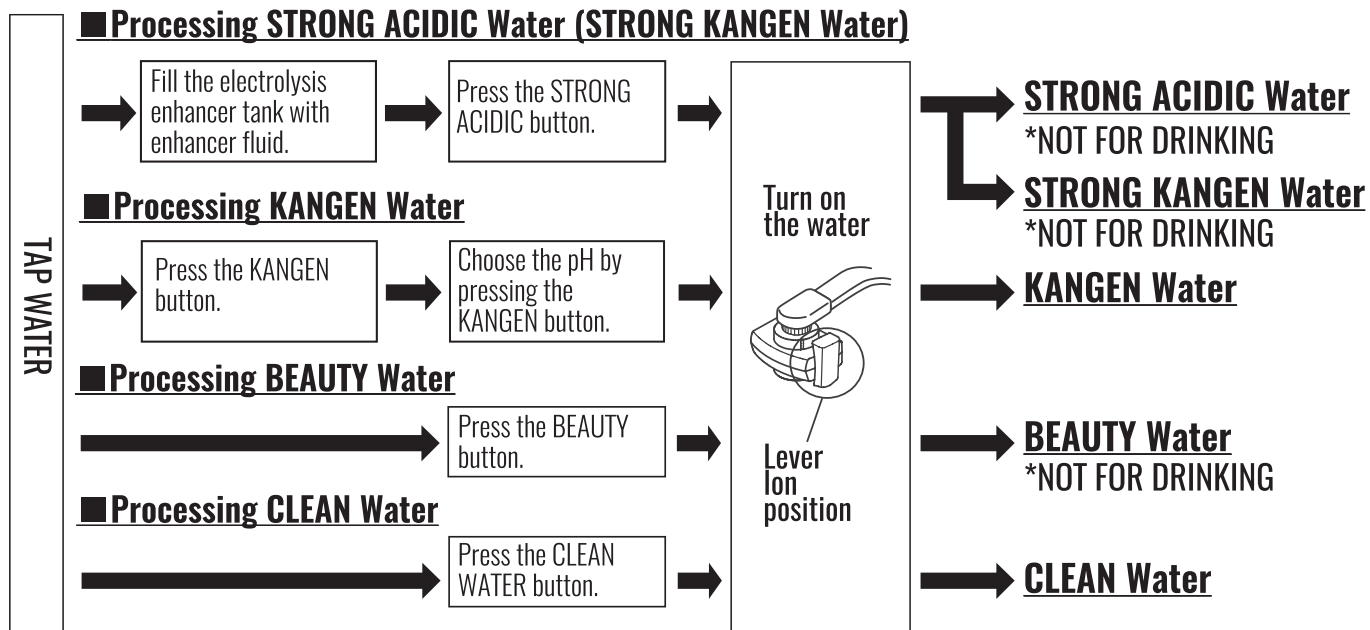 TAP WATER
■Processing STRONG ACIDIC Water (STRONG KANGEN Water)
Fill the electrolysis
enhancer tank with
enhancer fluid.
Press the STRONG
ACIDIC button.
■Processing KANGEN Water
Press the KANGEN
button.
Choose the pH by
pressing the
KANGEN button.
■Processing BEAUTY Water
Press the BEAUTY
button.
■Processing CLEAN Water
Press the CLEAN
WATER button.
Turn on
the water
Lever
Ion
position
STRONG ACIDIC Water
*NOT FOR DRINKING
STRONG KANGEN Water
*NOT FOR DRINKING
KANGEN Water
BEAUTY Water
*NOT FOR DRINKING
CLEAN Water